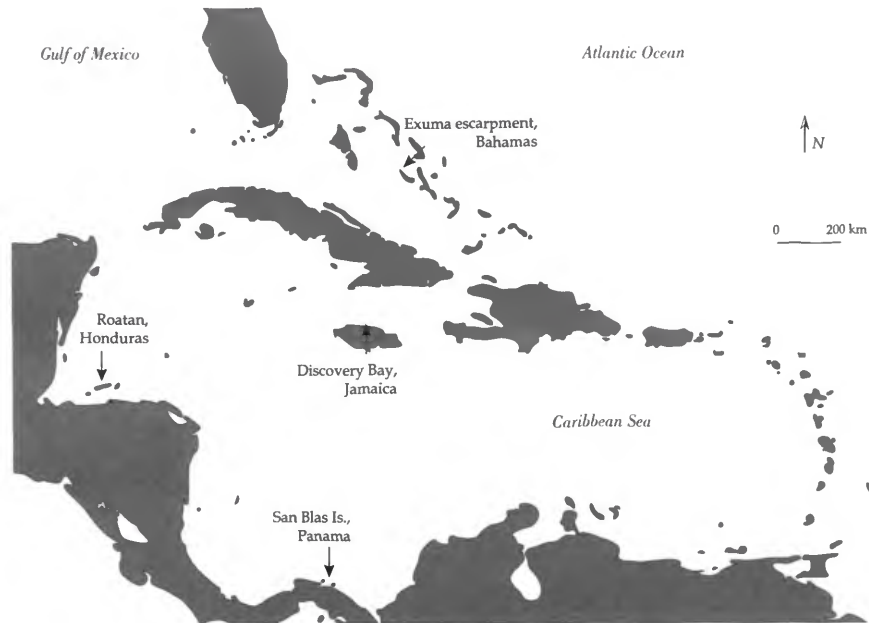 Gulf of Mexico
Atlantic Ocean
Exuma escarpment,
Bahamas
N
0 200 km
Roatan,
Honduras
Discovery Bay,
Jamaica
Caribbean Sea
San Blas Is.,
Panama